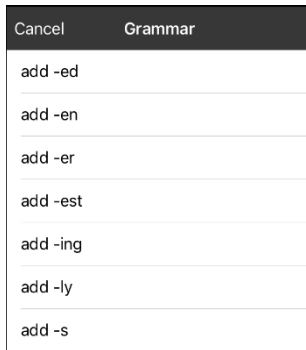 Cancel Grammar
add -ed
add -en
add -er
add -est
add -ing
add -ly
add -s